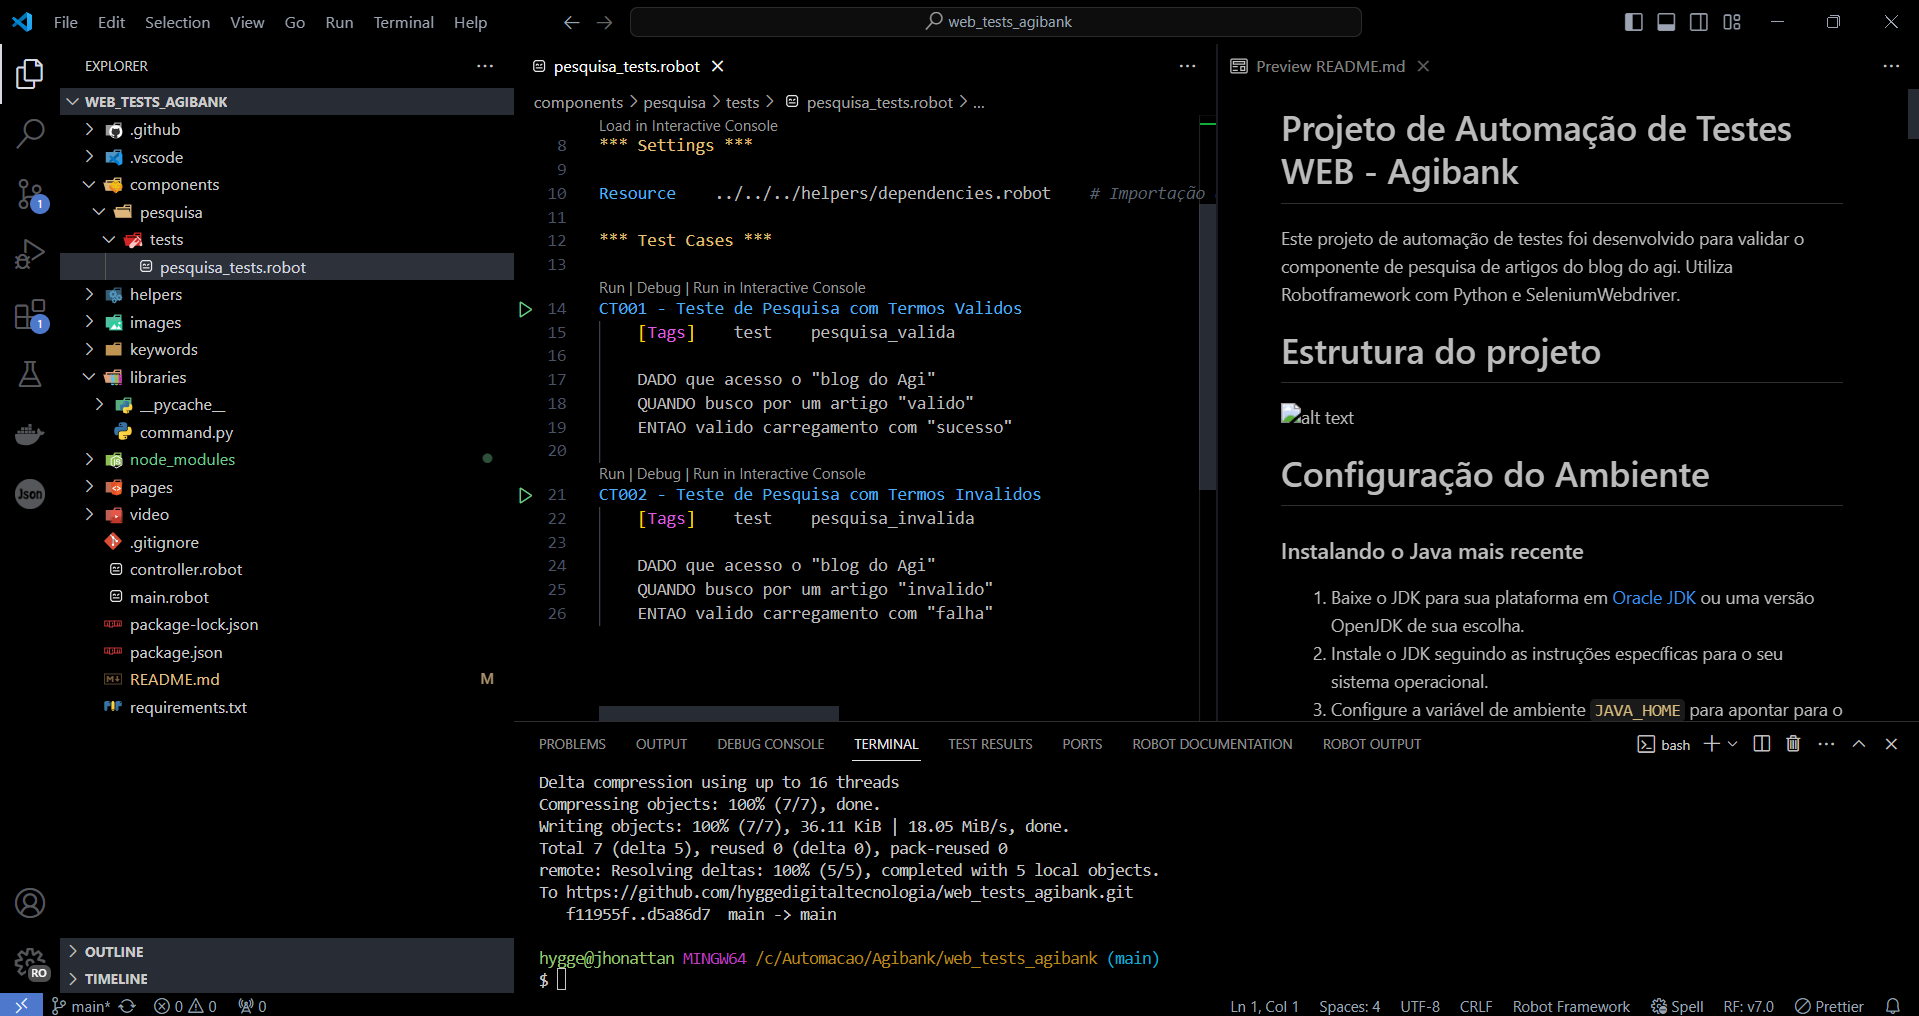 File Edit Selection View Go Run Terminal Help
web_tests_agibank
EXPLORER
WEB_TESTS_AGIBANK
.github
.vscode
components
pesquisa
tests
pesquisa_tests.robot
helpers
images
keywords
libraries
__pycache__
command.py
node_modules
pages
video
.gitignore
controller.robot
main.robot
package-lock.json
package.json
README.md M
requirements.txt
OUTLINE
TIMELINE
1
1
Json
RO
pesquisa_tests.robot
components > pesquisa > tests > pesquisa_tests.robot > ...
Load in Interactive Console
8 *** Settings ***
9
10 Resource ../../../helpers/dependencies.robot # Importação
11
12 *** Test Cases ***
13
Run | Debug | Run in Interactive Console
14 CT001 - Teste de Pesquisa com Termos Validos
15 [Tags] test pesquisa_valida
16
17 DADO que acesso o "blog do Agi"
18 QUANDO busco por um artigo "valido"
19 ENTAO valido carregamento com "sucesso"
20
Run | Debug | Run in Interactive Console
21 CT002 - Teste de Pesquisa com Termos Invalidos
22 [Tags] test pesquisa_invalida
23
24 DADO que acesso o "blog do Agi"
25 QUANDO busco por um artigo "invalido"
26 ENTAO valido carregamento com "falha"
Preview README.md
Projeto de Automação de Testes
WEB - Agibank
Este projeto de automação de testes foi desenvolvido para validar o
componente de pesquisa de artigos do blog do agi. Utiliza
Robotframework com Python e SeleniumWebdriver.
Estrutura do projeto
alt text
Configuração do Ambiente
Instalando o Java mais recente
1. Baixe o JDK para sua plataforma em Oracle JDK ou uma versão
OpenJDK de sua escolha.
2. Instale o JDK seguindo as instruções específicas para o seu
sistema operacional.
3. Configure a variável de ambiente JAVA_HOME para apontar para o
PROBLEMS OUTPUT DEBUG CONSOLE TERMINAL TEST RESULTS PORTS ROBOT DOCUMENTATION ROBOT OUTPUT
bash
Delta compression using up to 16 threads
Compressing objects: 100% (7/7), done.
Writing objects: 100% (7/7), 36.11 KiB | 18.05 MiB/s, done.
Total 7 (delta 5), reused 0 (delta 0), pack-reused 0
remote: Resolving deltas: 100% (5/5), completed with 5 local objects.
To https://github.com/hyggedigitaltecnologia/web_tests_agibank.git
f11955f..d5a86d7 main -> main
hygge@jhonattan MINGW64 /c/Automacao/Agibank/web_tests_agibank (main)
$
main* 0 0 0
Ln 1, Col 1 Spaces: 4 UTF-8 CRLF Robot Framework Spell RF: v7.0 Prettier